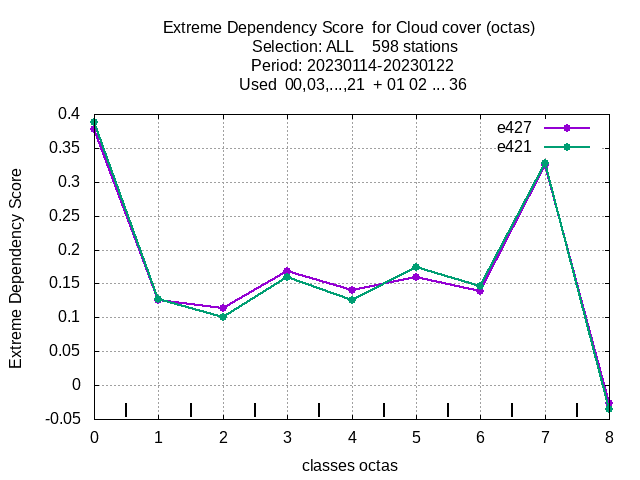 Extreme Dependency Score  for Cloud cover (octas)
Selection: ALL    598 stations
Period: 20230114-20230122
Used  00,03,...,21  + 01 02 ... 36
e427
e421
0.4
0.35
0.3
0.25
0.2
0.15
0.1
0.05
0
-0.05
Extreme Dependency Score
0 1 2 3 4 5 6 7 8
classes octas